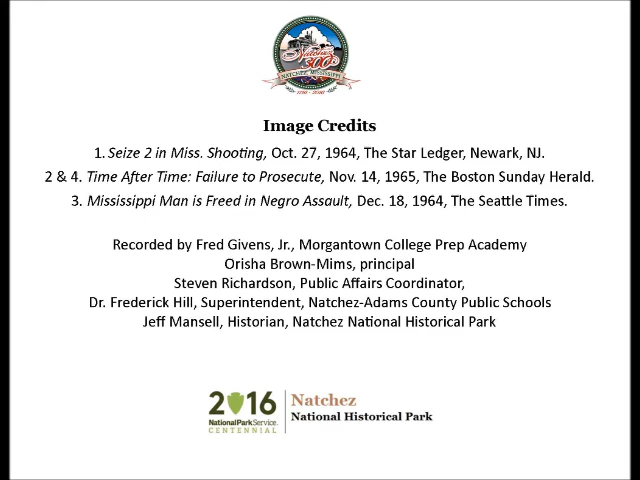 Natchez
300
NATCHEZ, MISSISSIPPI
1716 - 2016
Image Credits
1. Seize 2 in Miss. Shooting, Oct. 27, 1964, The Star Ledger, Newark, NJ.
2 & 4. Time After Time: Failure to Prosecute, Nov. 14, 1965, The Boston Sunday Herald.
3. Mississippi Man is Freed in Negro Assault, Dec. 18, 1964, The Seattle Times.
Recorded by Fred Givens, Jr., Morgantown College Prep Academy
Orisha Brown-Mims, principal
Steven Richardson, Public Affairs Coordinator,
Dr. Frederick Hill, Superintendent, Natchez-Adams County Public Schools
Jeff Mansell, Historian, Natchez National Historical Park
2016
National Park Service
CENTENNIAL
Natchez
National Historical Park